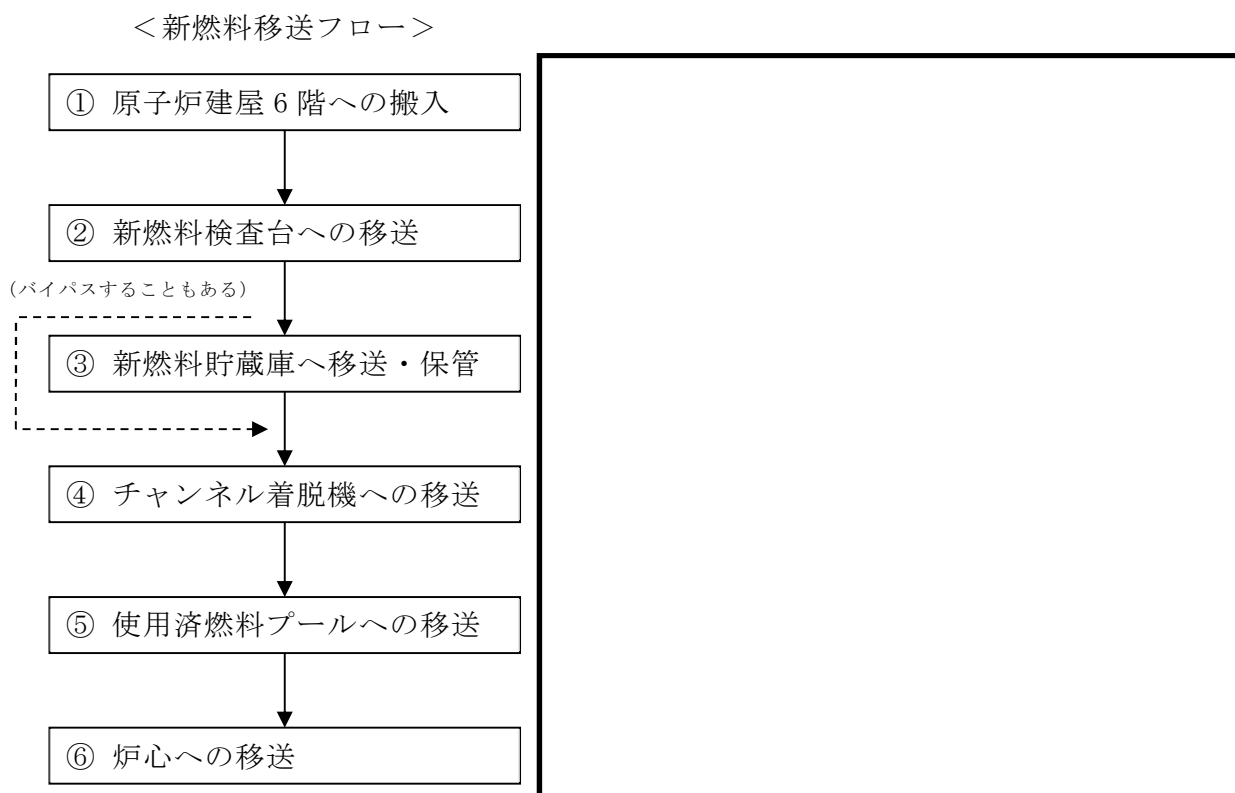 ＜新燃料移送フロー＞
① 原子炉建屋６階への搬入
② 新燃料検査台への移送
（バイパスすることもある）
③ 新燃料貯蔵庫へ移送・保管
④ チャンネル着脱機への移送
⑤ 使用済燃料プールへの移送
⑥ 炉心への移送